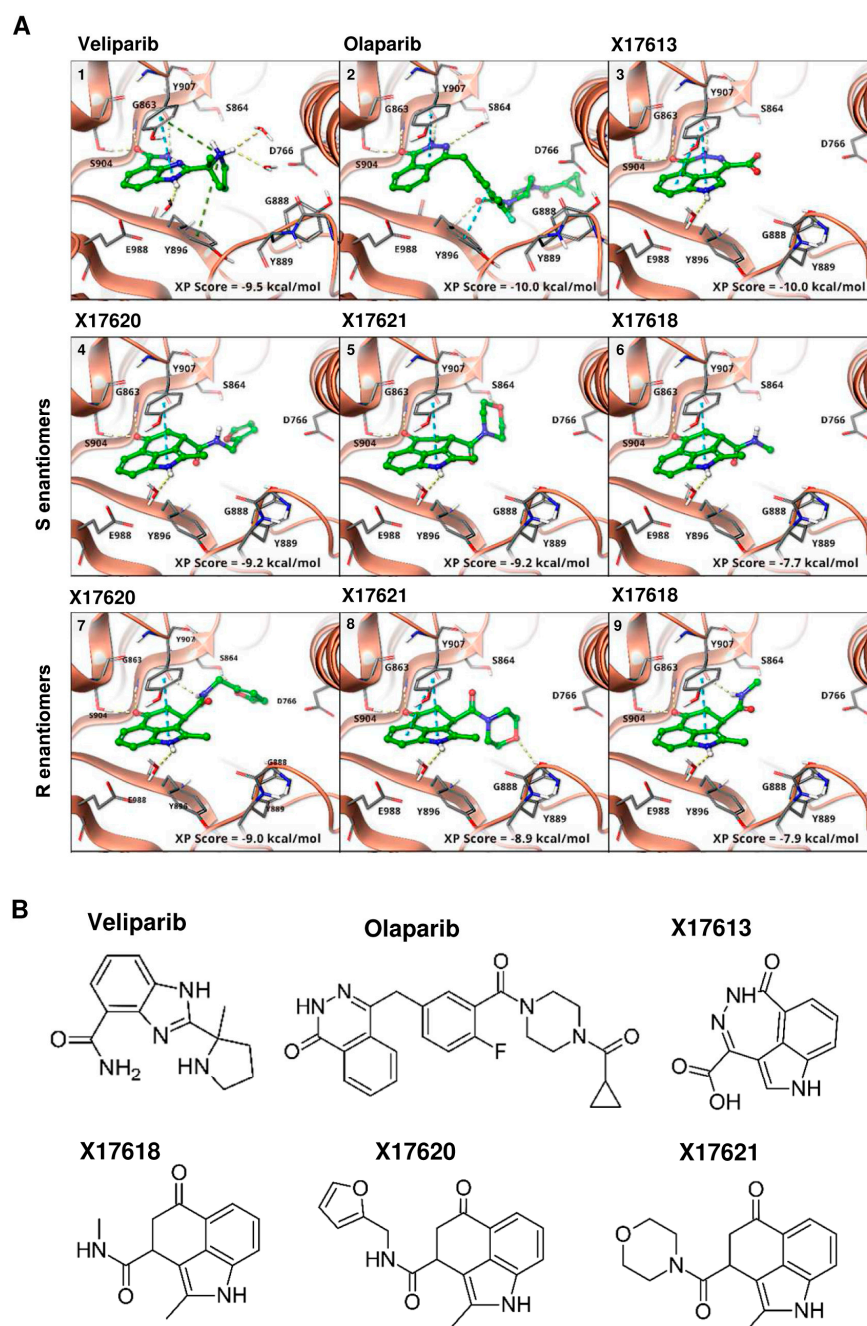 A
Veliparib Olaparib X17613
1 Y907 G863 S864 S904 D766 G888 E988 Y896 Y889 XP Score = -9.5 kcal/mol
2 Y907 G863 S864 S904 D766 G888 E988 Y896 Y889 XP Score = -10.0 kcal/mol
3 Y907 G863 S864 S904 D766 G888 E988 Y896 Y889 XP Score = -10.0 kcal/mol
X17620 X17621 X17618
S enantiomers
4 Y907 G863 S864 S904 D766 G888 E988 Y896 Y889 XP Score = -9.2 kcal/mol
5 Y907 G863 S864 S904 D766 G888 E988 Y896 Y889 XP Score = -9.2 kcal/mol
6 Y907 G863 S864 S904 D766 G888 E988 Y896 Y889 XP Score = -7.7 kcal/mol
X17620 X17621 X17618
R enantiomers
7 Y907 G863 S864 S904 D766 G888 E988 Y896 Y889 XP Score = -9.0 kcal/mol
8 Y907 G863 S864 S904 D766 G888 E988 Y896 Y889 XP Score = -8.9 kcal/mol
9 Y907 G863 S864 S904 D766 G888 E988 Y896 Y889 XP Score = -7.9 kcal/mol
B
Veliparib Olaparib X17613
NH N O NH2 HN
N HN O O N F N O
O NH N O OH NH
X17618 X17620 X17621
O HN O NH
O O HN O NH
O O N O NH